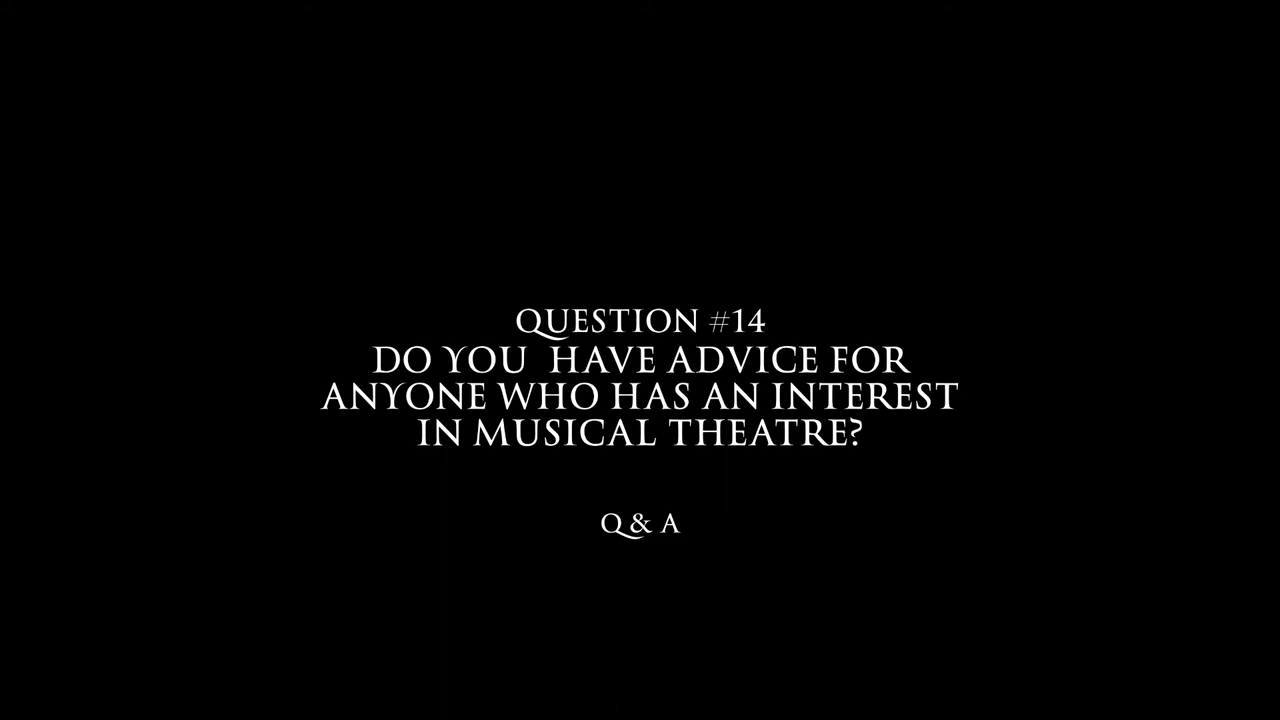 QUESTION #14
DO YOU  HAVE ADVICE FOR
ANYONE WHO HAS AN INTEREST
IN MUSICAL THEATRE?
Q & A